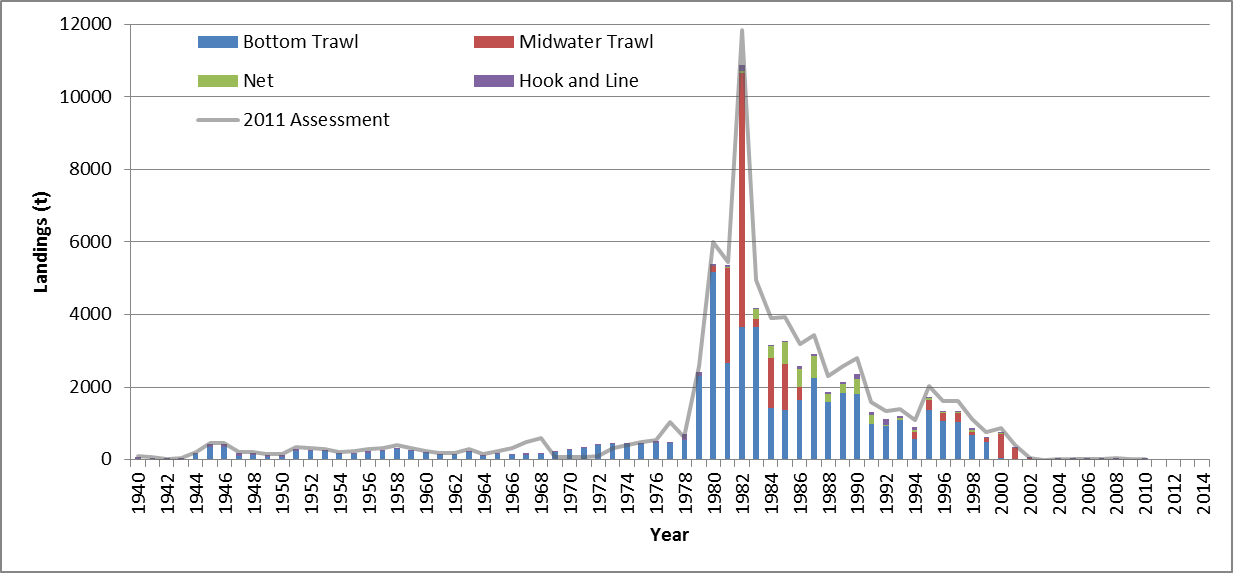 12000
10000
8000
6000
4000
2000
0
Landings (t)
Bottom Trawl Midwater Trawl
Net Hook and Line
2011 Assessment
1940 1942 1944 1946 1948 1950 1952 1954 1956 1958 1960 1962 1964 1966 1968 1970 1972 1974 1976 1978 1980 1982 1984 1986 1988 1990 1992 1994 1996 1998 2000 2002 2004 2006 2008 2010 2012 2014
Year